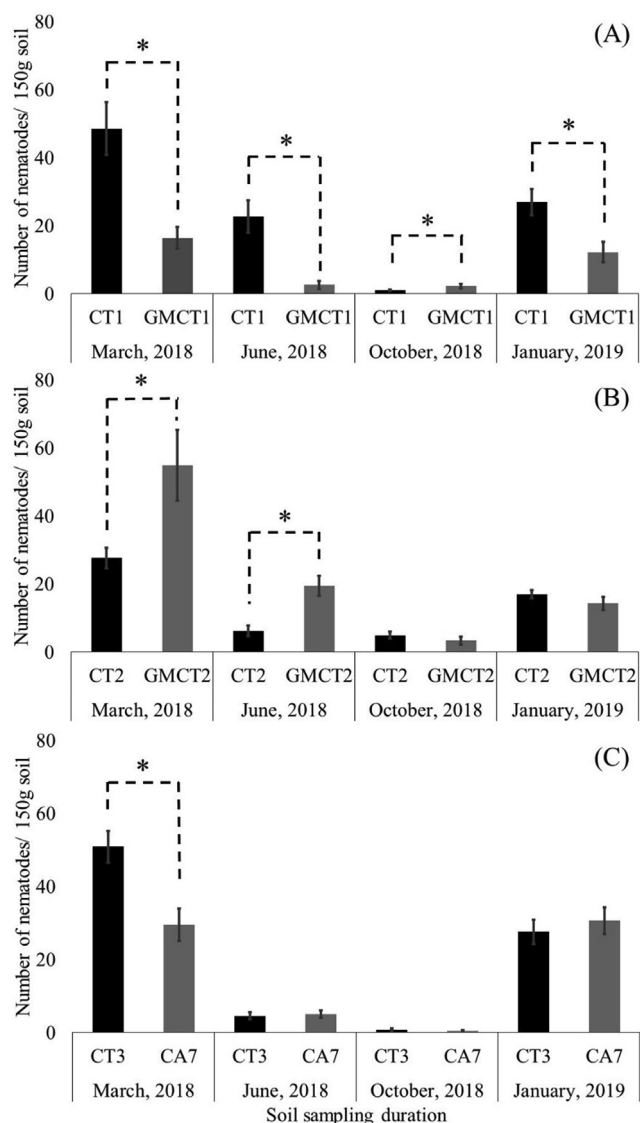 80
(A)
*
60
*
*
40
*
20
0
Number of nematodes/ 150g soil
CT1 GMCT1 CT1 GMCT1 CT1 GMCT1 CT1 GMCT1
March, 2018 June, 2018 October, 2018 January, 2019
80
(B)
*
60
*
40
20
0
Number of nematodes/ 150g soil
CT2 GMCT2 CT2 GMCT2 CT2 GMCT2 CT2 GMCT2
March, 2018 June, 2018 October, 2018 January, 2019
80
(C)
*
60
40
20
0
Number of nematodes/ 150g soil
CT3 CA7 CT3 CA7 CT3 CA7 CT3 CA7
March, 2018 June, 2018 October, 2018 January, 2019
Soil sampling duration